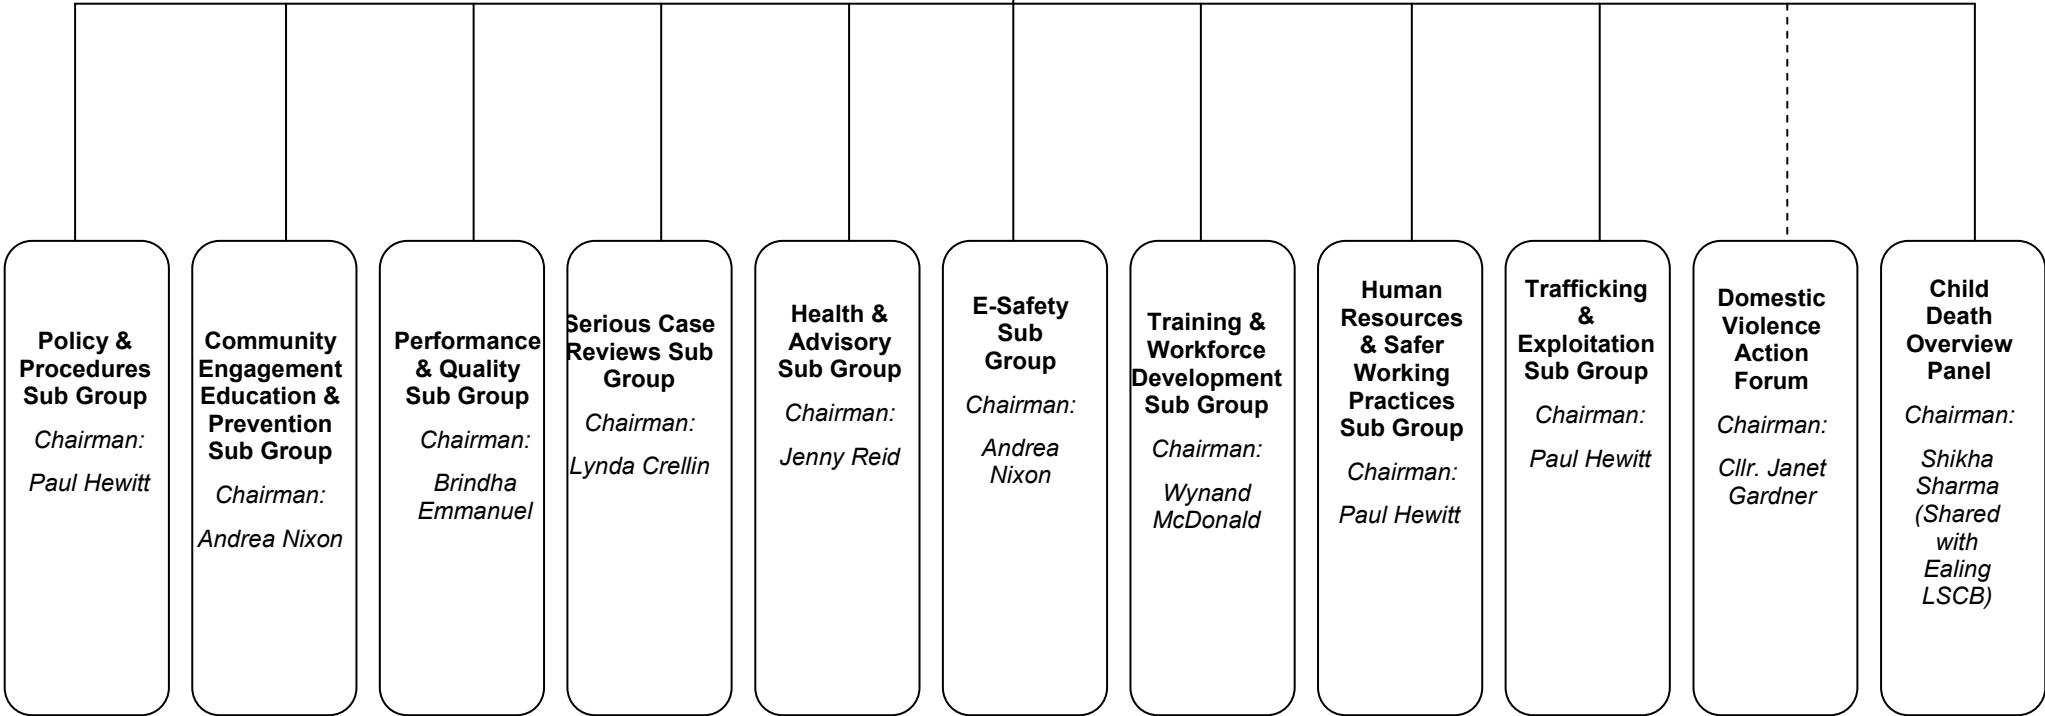 Policy &
Procedures
Sub Group
Chairman:
Paul Hewitt
Community
Engagement
Education &
Prevention
Sub Group
Chairman:
Andrea Nixon
Performance
& Quality
Sub Group
Chairman:
Brindha
Emmanuel
Serious Case
Reviews Sub
Group
Chairman:
Lynda Crellin
Health &
Advisory
Sub Group
Chairman:
Jenny Reid
E-Safety
Sub
Group
Chairman:
Andrea
Nixon
Training &
Workforce
Development
Sub Group
Chairman:
Wynand
McDonald
Human
Resources
& Safer
Working
Practices
Sub Group
Chairman:
Paul Hewitt
Trafficking
&
Exploitation
Sub Group
Chairman:
Paul Hewitt
Domestic
Violence
Action
Forum
Chairman:
Cllr. Janet
Gardner
Child
Death
Overview
Panel
Chairman:
Shikha
Sharma
(Shared
with
Ealing
LSCB)